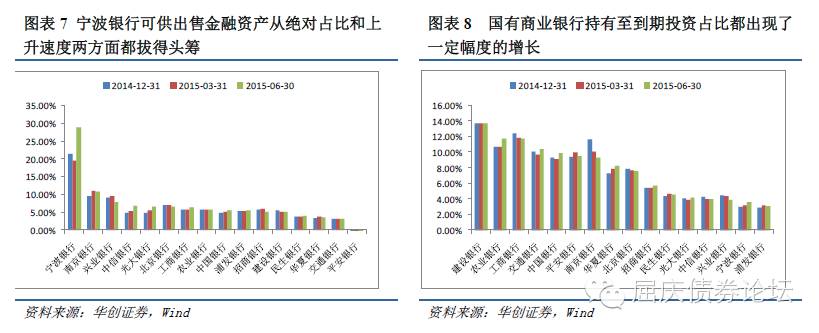 图表 7 宁波银行可供出售金融资产从绝对占比和上
升速度两方面都拔得头筹
2014-12-31 2015-03-31 2015-06-30
35.00%
30.00%
25.00%
20.00%
15.00%
10.00%
5.00%
0.00%
宁波银行
南京银行
兴业银行
中信银行
光大银行
北京银行
工商银行
农业银行
中国银行
浦发银行
招商银行
建设银行
民生银行
华夏银行
交通银行
平安银行
资料来源：华创证券，Wind
图表 8 国有商业银行持有至到期投资占比都出现了
一定幅度的增长
2014-12-31 2015-03-31 2015-06-30
16.00%
14.00%
12.00%
10.00%
8.00%
6.00%
4.00%
2.00%
0.00%
建设银行
农业银行
工商银行
交通银行
中国银行
平安银行
南京银行
华夏银行
北京银行
招商银行
民生银行
光大银行
中信银行
兴业银行
宁波银行
浦发银行
资料来源：华创证券，Wind
屈庆债券论坛